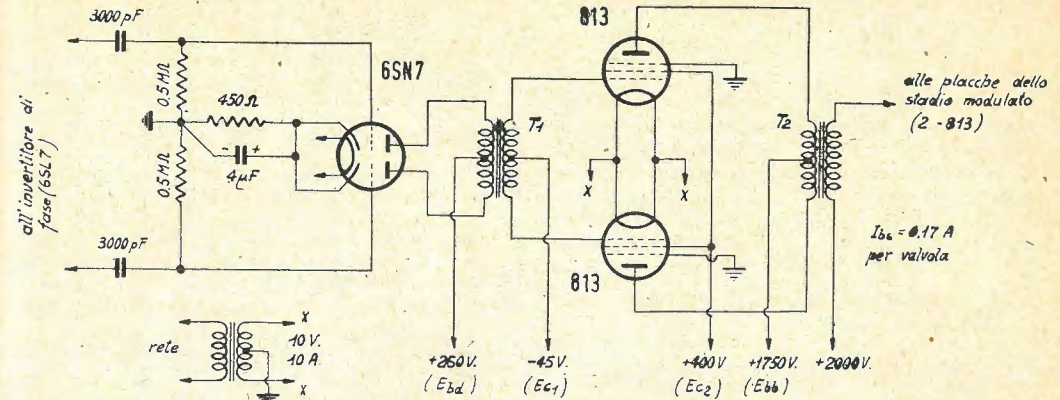 3000 pF
813
6SN7
0.5 MΩ
450 Ω
- +
4 µF
all'invertitore di
fase (6SL7)
0.5 MΩ
3000 pF
T1
T2
x
x
alle placche dello
stadio modulato
(2-813)
813
Ibb = 0.17 A
per valvola
rete
x
10 V.
10 A.
x
+260 V.
(Ebd)
-45 V.
(Ec1)
+400 V.
(Ec2)
+1750 V.
(Ebb)
+2000 V.